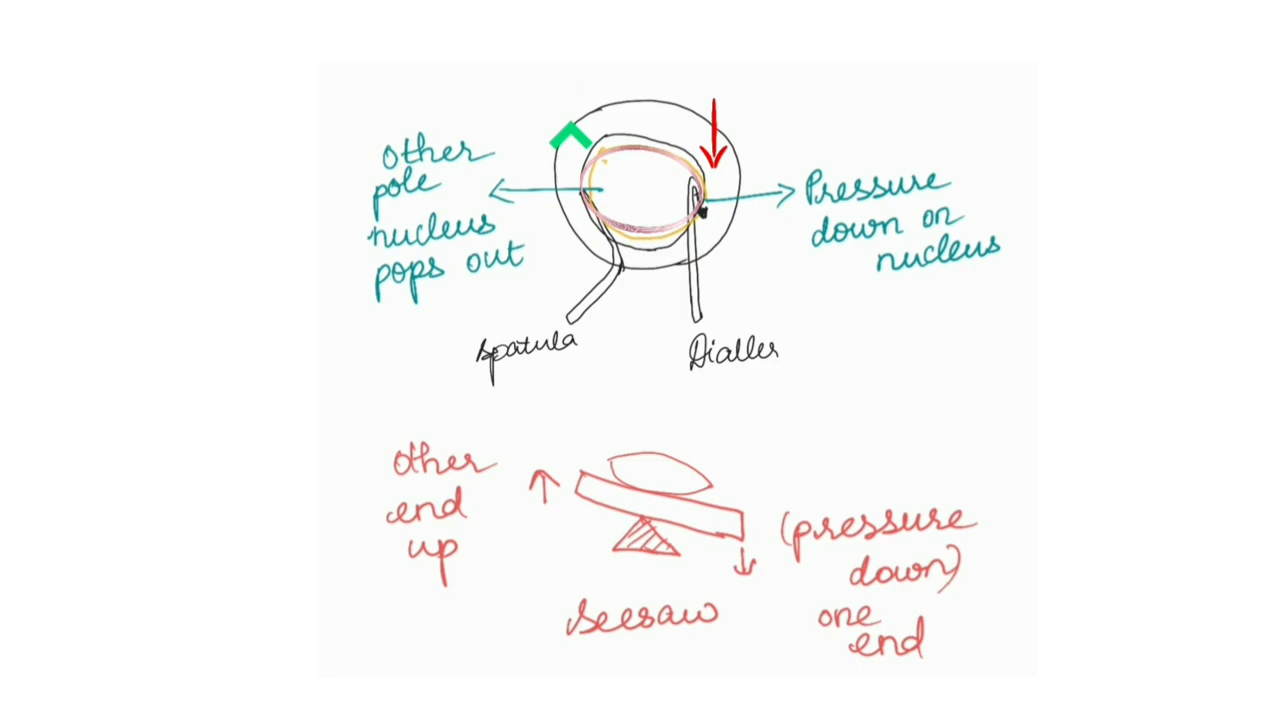 other
pole
nucleus
pops out
Pressure
down on
nucleus
spatula
Dialler
other
end
up
(pressure
down)
one
end
seesaw